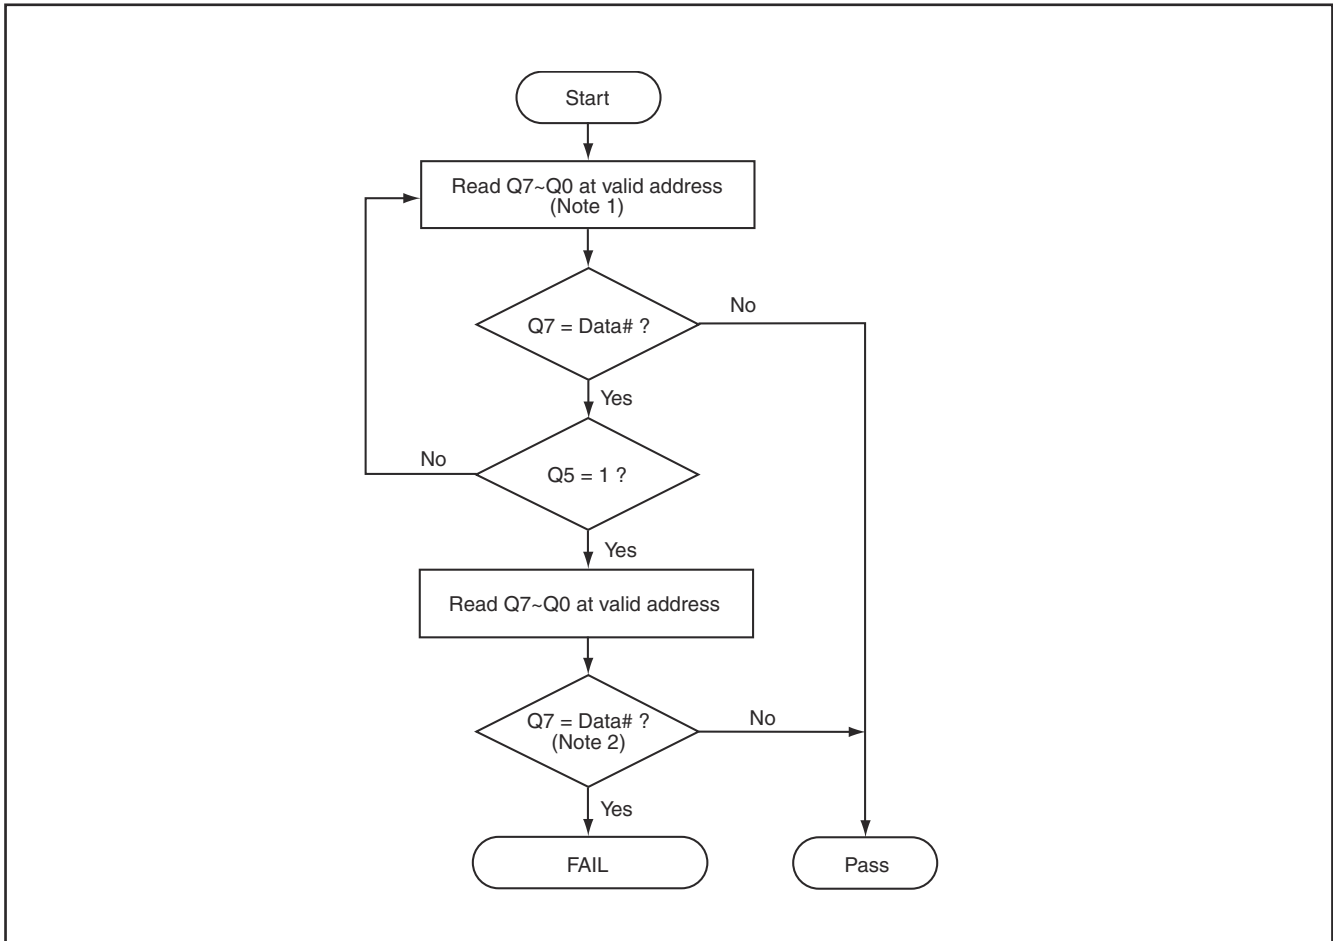 Start
Read Q7~Q0 at valid address
(Note 1)
No
Q7 = Data# ?
Yes
No
Q5 = 1 ?
Yes
Read Q7~Q0 at valid address
Q7 = Data# ?
(Note 2)
No
Yes
FAIL
Pass